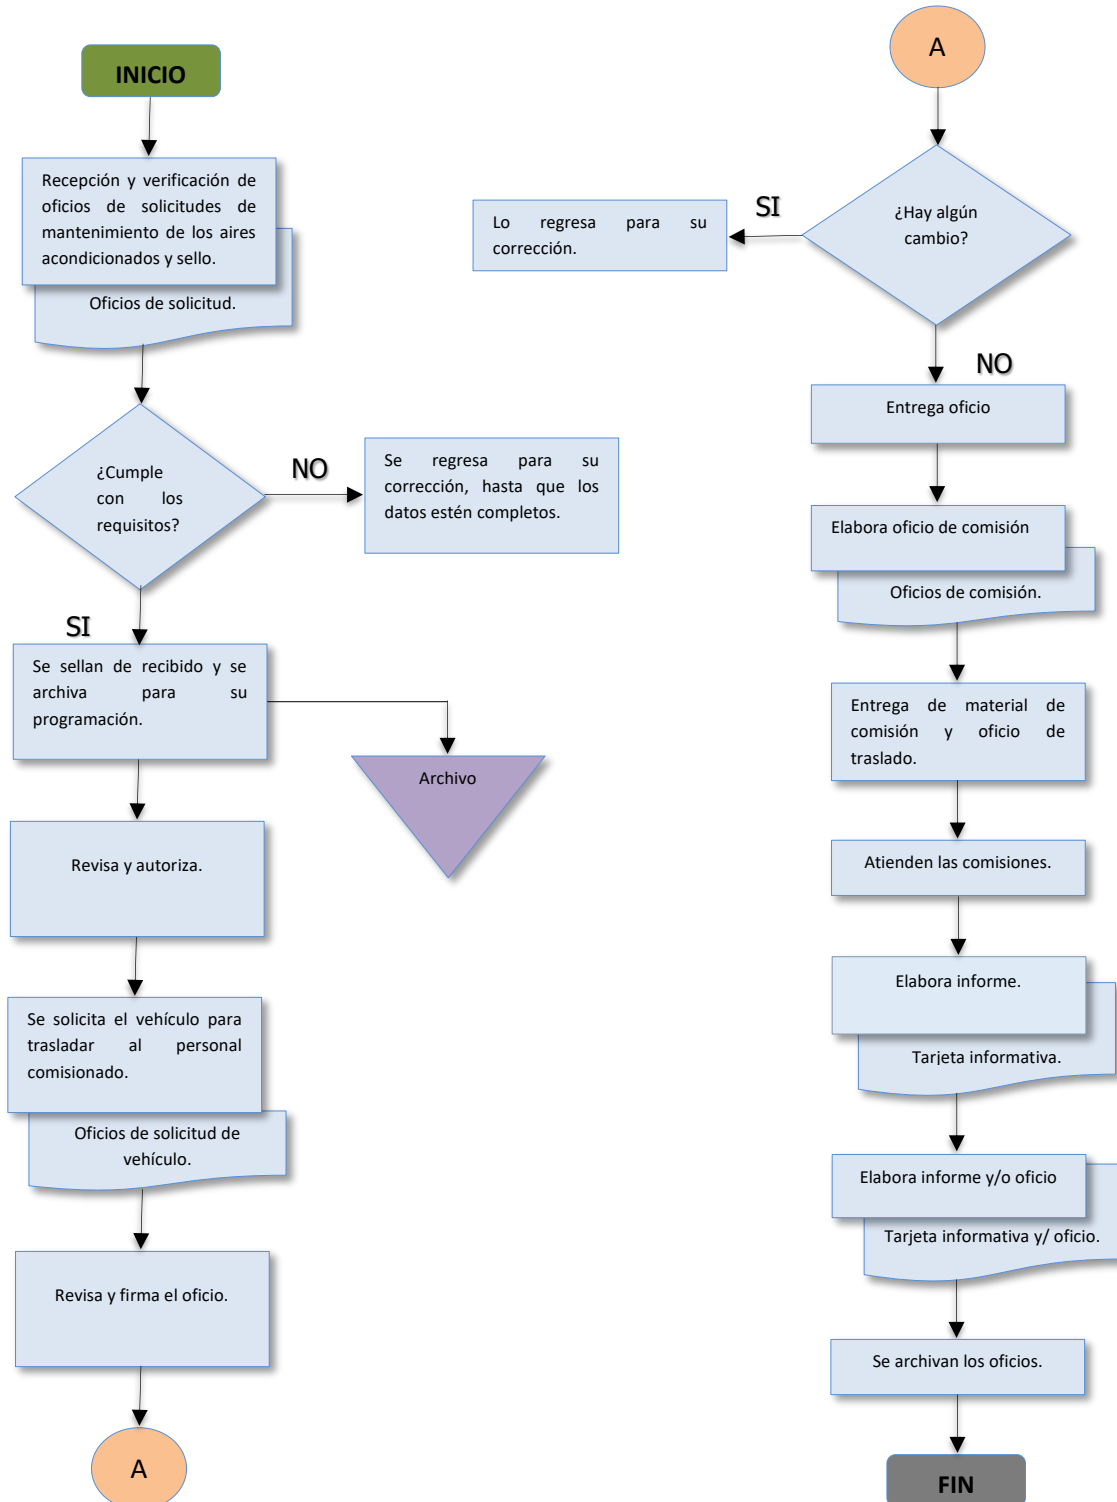 INICIO
Recepción y verificación de
oficios de solicitudes de
mantenimiento de los aires
acondicionados y sello.
Oficios de solicitud.
¿Cumple
con los
requisitos?
NO
Se regresa para su
corrección, hasta que los
datos estén completos.
SI
Se sellan de recibido y se
archiva para su
programación.
Archivo
Revisa y autoriza.
Se solicita el vehículo para
trasladar al personal
comisionado.
Oficios de solicitud de
vehículo.
Revisa y firma el oficio.
A
A
¿Hay algún
cambio?
SI
Lo regresa para su
corrección.
NO
Entrega oficio
Elabora oficio de comisión
Oficios de comisión.
Entrega de material de
comisión y oficio de
traslado.
Atienden las comisiones.
Elabora informe.
Tarjeta informativa.
Elabora informe y/o oficio
Tarjeta informativa y/ oficio.
Se archivan los oficios.
FIN